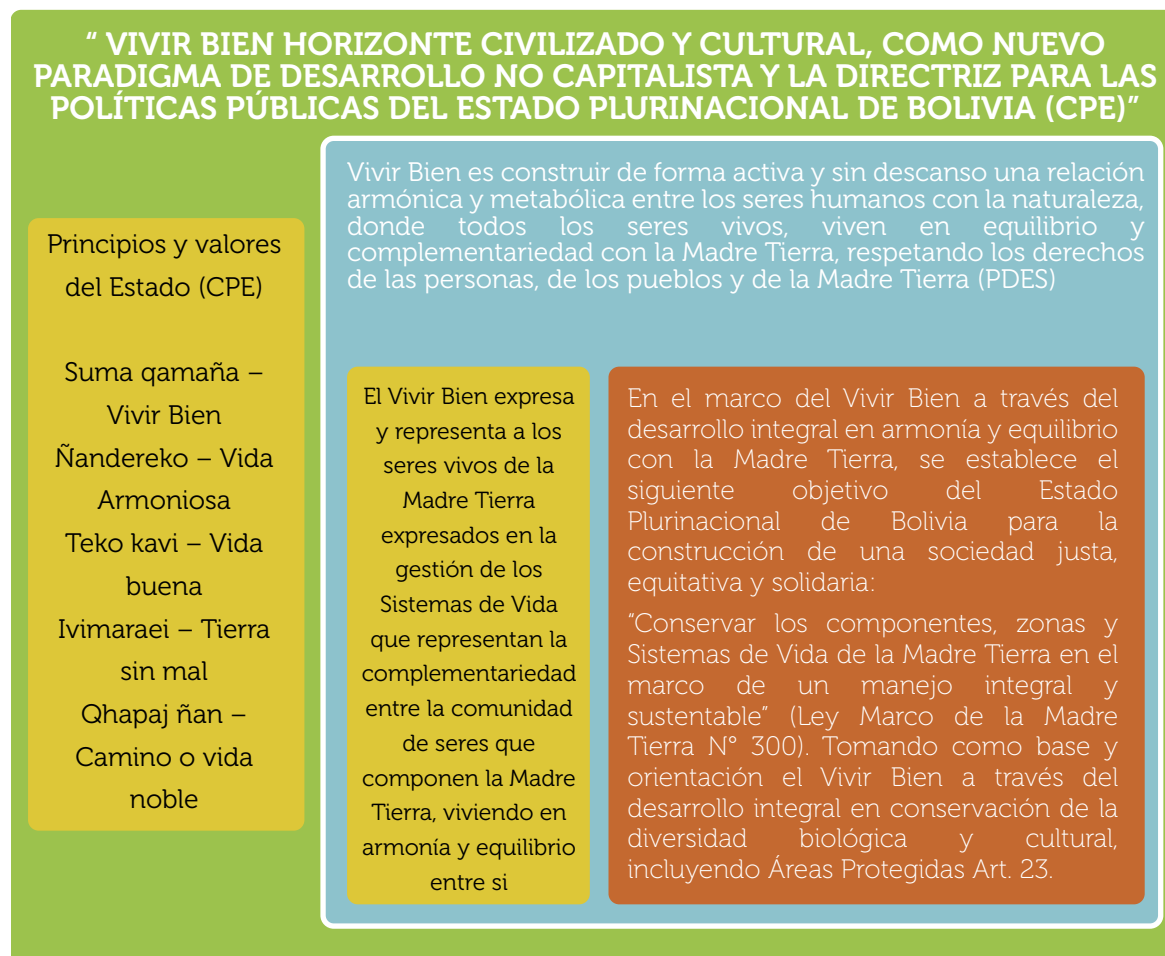 “ VIVIR BIEN HORIZONTE CIVILIZADO Y CULTURAL, COMO NUEVO
PARADIGMA DE DESARROLLO NO CAPITALISTA Y LA DIRECTRIZ PARA LAS
POLÍTICAS PÚBLICAS DEL ESTADO PLURINACIONAL DE BOLIVIA (CPE)”
Principios y valores
del Estado (CPE)
Suma qamaña –
Vivir Bien
Ñandereko – Vida
Armoniosa
Teko kavi – Vida
buena
Ivimaraei – Tierra
sin mal
Qhapaj ñan –
Camino o vida
noble
Vivir Bien es construir de forma activa y sin descanso una relación
armónica y metabólica entre los seres humanos con la naturaleza,
donde todos los seres vivos, viven en equilibrio y
complementariedad con la Madre Tierra, respetando los derechos
de las personas, de los pueblos y de la Madre Tierra (PDES)
El Vivir Bien expresa
y representa a los
seres vivos de la
Madre Tierra
expresados en la
gestión de los
Sistemas de Vida
que representan la
complementariedad
entre la comunidad
de seres que
componen la Madre
Tierra, viviendo en
armonía y equilibrio
entre si
En el marco del Vivir Bien a través del
desarrollo integral en armonía y equilibrio
con la Madre Tierra, se establece el
siguiente objetivo del Estado
Plurinacional de Bolivia para la
construcción de una sociedad justa,
equitativa y solidaria:
“Conservar los componentes, zonas y
Sistemas de Vida de la Madre Tierra en el
marco de un manejo integral y
sustentable” (Ley Marco de la Madre
Tierra N° 300). Tomando como base y
orientación el Vivir Bien a través del
desarrollo integral en conservación de la
diversidad biológica y cultural,
incluyendo Áreas Protegidas Art. 23.